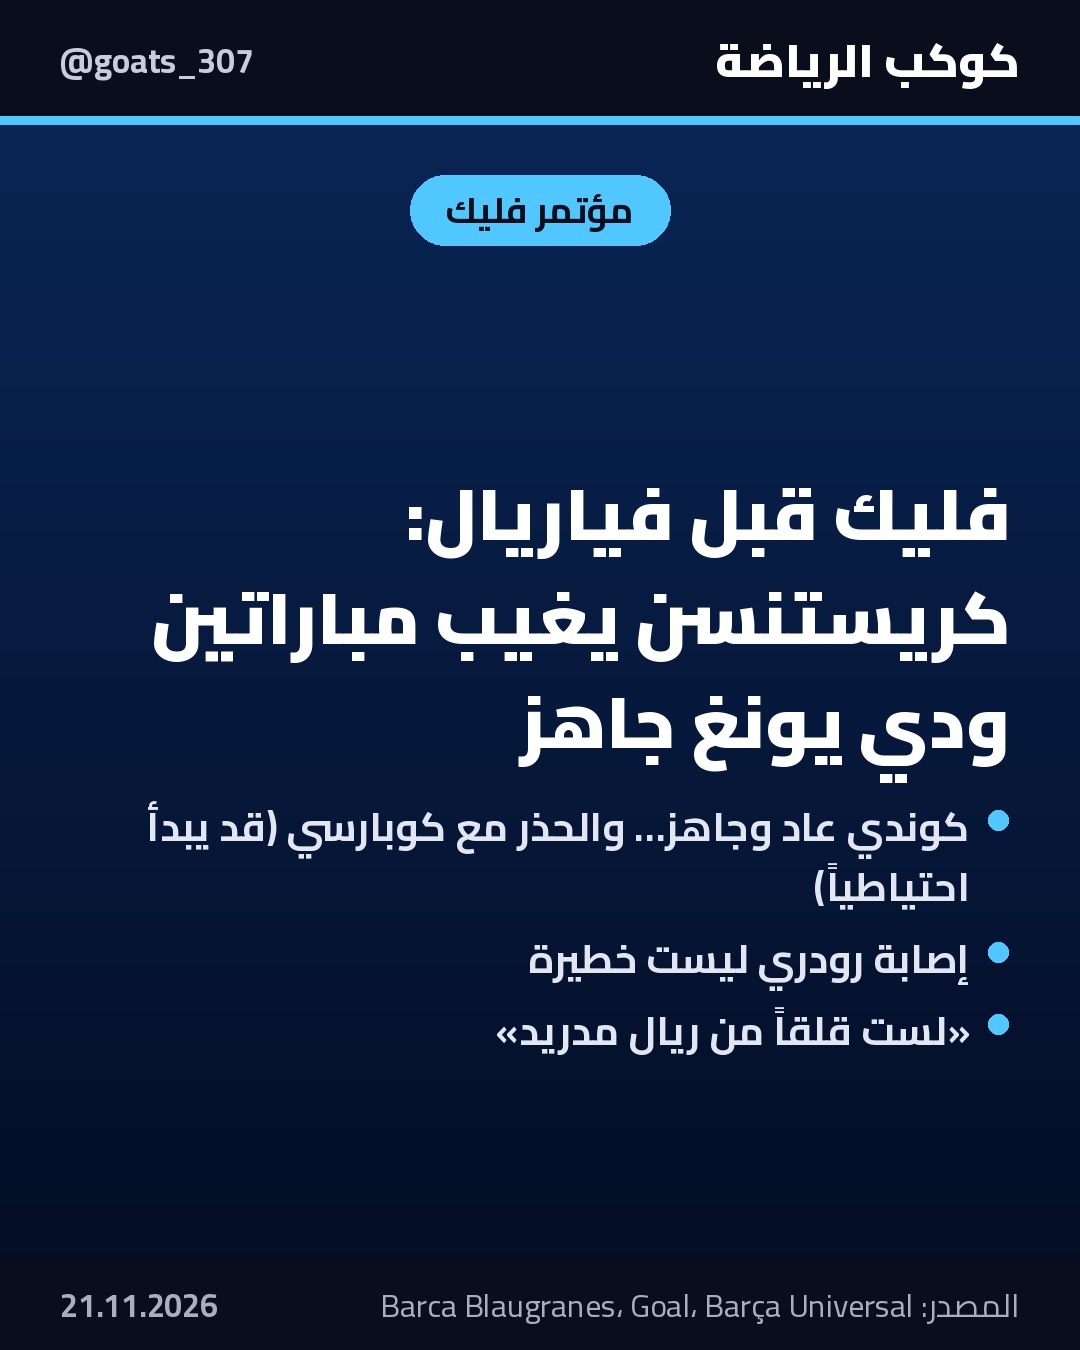 كوكب الرياضة
@goats_307
مؤتمر فليك
فليك قبل فياريال:
كريستنسن يغيب مباراتين
ودي يونغ جاهز
كوندي عاد وجاهز... والحذر مع كوبارسي (قد يبدأ
احتياطياً)
إصابة رودري ليست خطيرة
«لست قلقاً من ريال مدريد»
المصدر: Barca Blaugranes، Goal، Barça Universal
21.11.2026